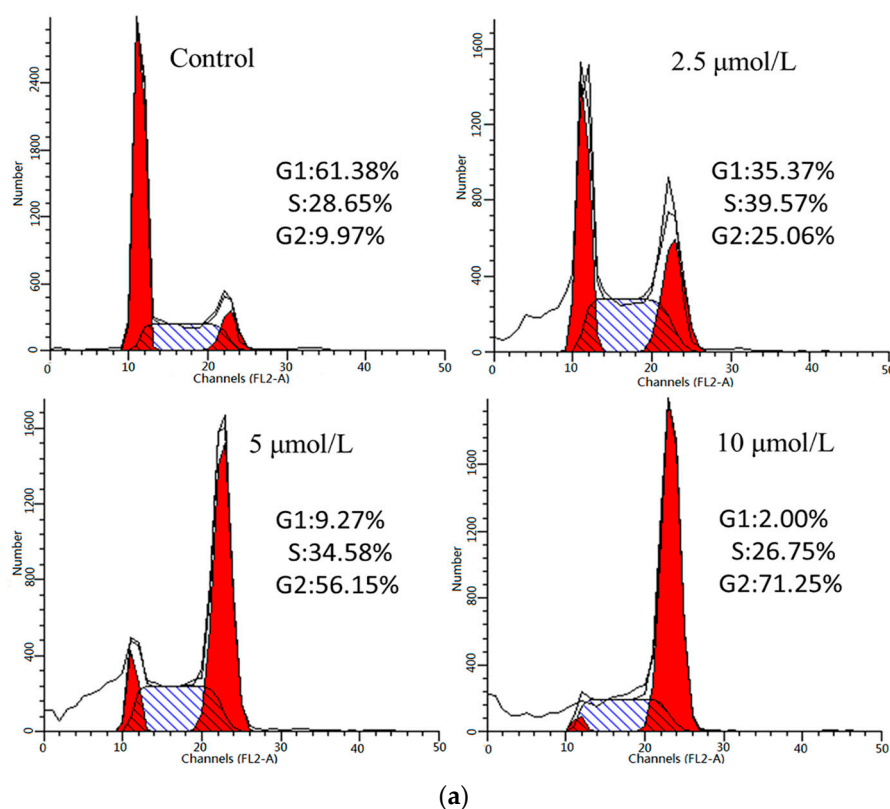 Control
Number
2400
1800
1200
600
0
G1:61.38%
S:28.65%
G2:9.97%
0 10 20 30 40 50
Channels (FL2-A)
2.5 μmol/L
Number
1600
1200
800
400
0
G1:35.37%
S:39.57%
G2:25.06%
0 10 20 30 40 50
Channels (FL2-A)
5 μmol/L
Number
1600
1200
800
400
0
G1:9.27%
S:34.58%
G2:56.15%
0 10 20 30 40 50
Channels (FL2-A)
10 μmol/L
Number
1600
1200
800
400
0
G1:2.00%
S:26.75%
G2:71.25%
0 10 20 30 40 50
Channels (FL2-A)
(a)